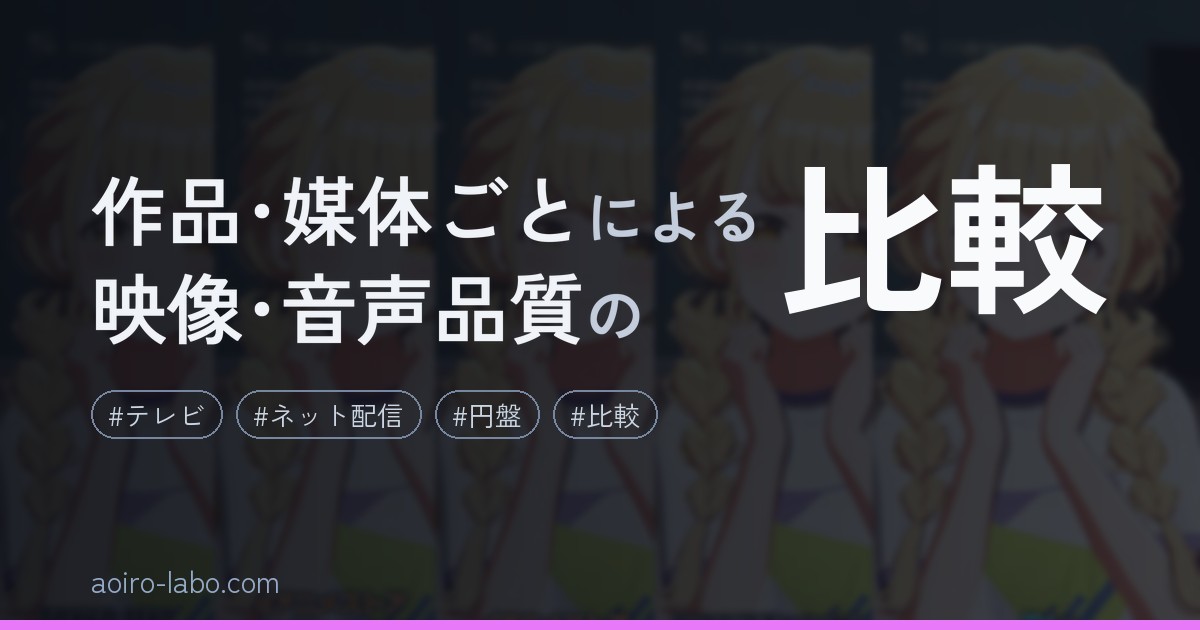 作品・媒体ごとによる
映像・音声品質の
比較
#テレビ #ネット配信 #円盤 #比較
aoiro-labo.com